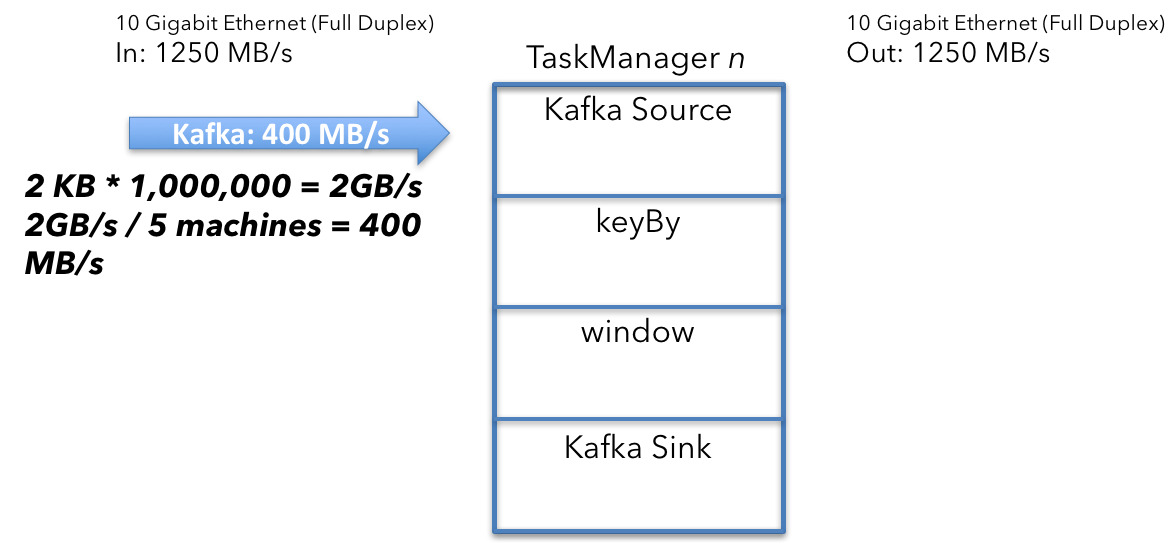 10 Gigabit Ethernet (Full Duplex)
In: 1250 MB/s
10 Gigabit Ethernet (Full Duplex)
Out: 1250 MB/s
TaskManager n
Kafka Source
Kafka: 400 MB/s
2 KB * 1,000,000 = 2GB/s
2GB/s / 5 machines = 400
MB/s
keyBy
window
Kafka Sink